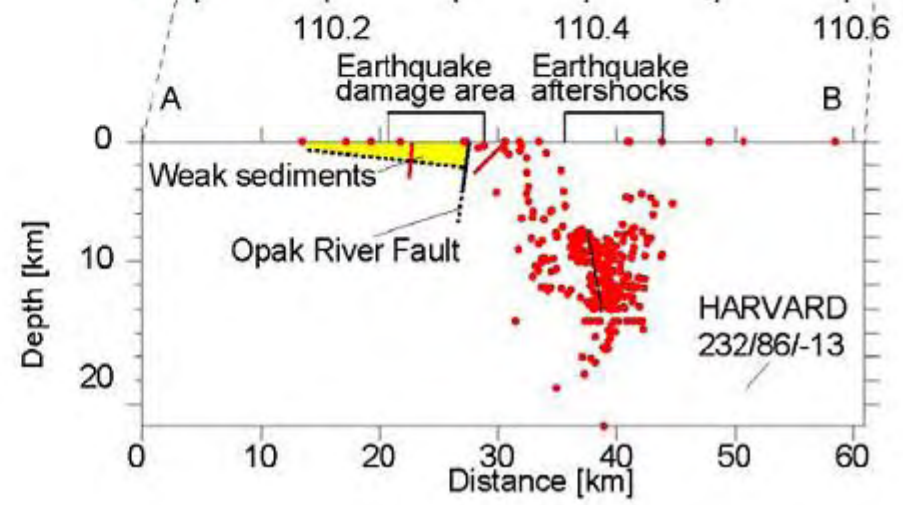 110.2 110.4 110.6
Earthquake Earthquake
A damage area aftershocks B
0
Weak sediments
Opak River Fault
10
Depth [km]
HARVARD
232/86/-13
20
0 10 20 30 40 50 60
Distance [km]